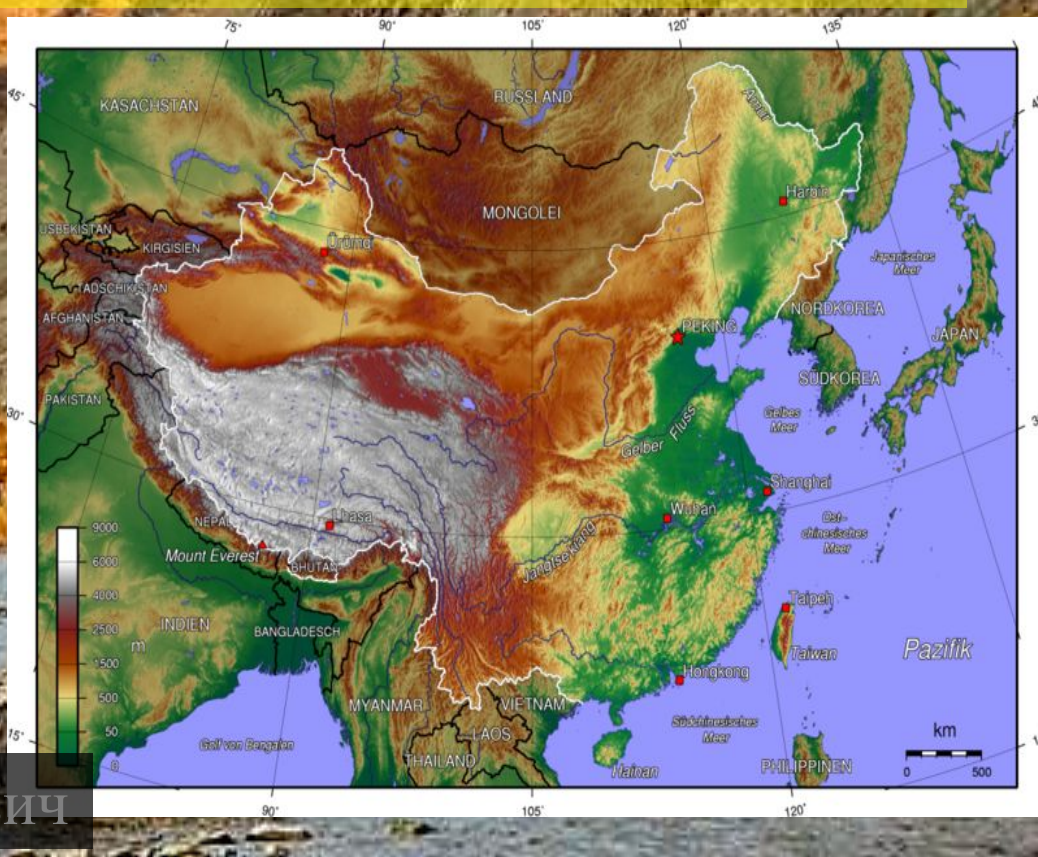 75°
90°
105°
120°
135°
45°
KASACHSTAN
RUSSLAND
Amur
Harbin
MONGOLEI
USBEKISTAN
KIRGISIEN
Ürümqi
Japanisches
Meer
TADSCHIKISTAN
AFGHANISTAN
NORDKOREA
PEKING
JAPAN
SÜDKOREA
PAKISTAN
30°
Gelber Fluss
Gelbes
Meer
Shanghai
Wuhan
Lhasa
NEPAL
Mount Everest
BHUTAN
Jangtsekiang
Ost-
chinesisches
Meer
9000
6000
4000
2500
1500
500
50
0
m
INDIEN
BANGLADESCH
Taipeh
Taiwan
Pazifik
Hongkong
MYANMAR
VIETNAM
LAOS
THAILAND
Südchinesisches
Meer
Golf von Bengalen
Hainan
PHILIPPINEN
km
0 500
15°
90°
105°
120°
ич